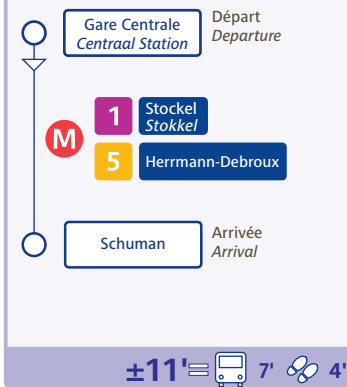 Gare Centrale
Centraal Station
Départ
Departure
M
1
Stockel
Stokkel
5
Herrmann-Debroux
Schuman
Arrivée
Arrival
±11'= 7' 4'